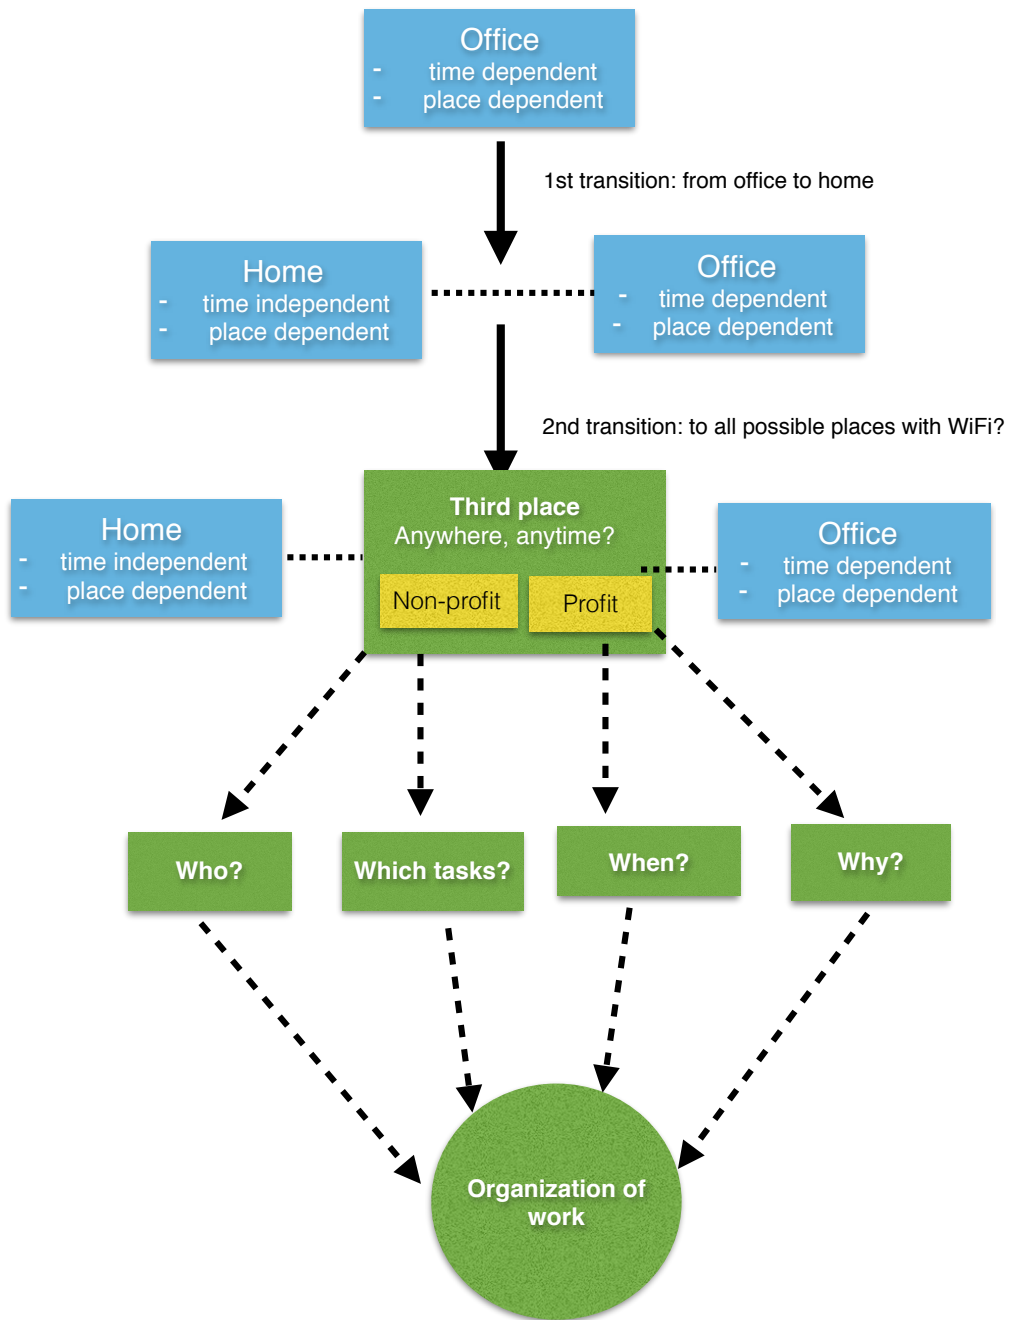 Office
- time dependent
- place dependent
1st transition: from office to home
Home
- time independent
- place dependent
Office
- time dependent
- place dependent
2nd transition: to all possible places with WiFi?
Home
- time independent
- place dependent
Third place
Anywhere, anytime?
Non-profit
Profit
Office
- time dependent
- place dependent
Who?
Which tasks?
When?
Why?
Organization of
work